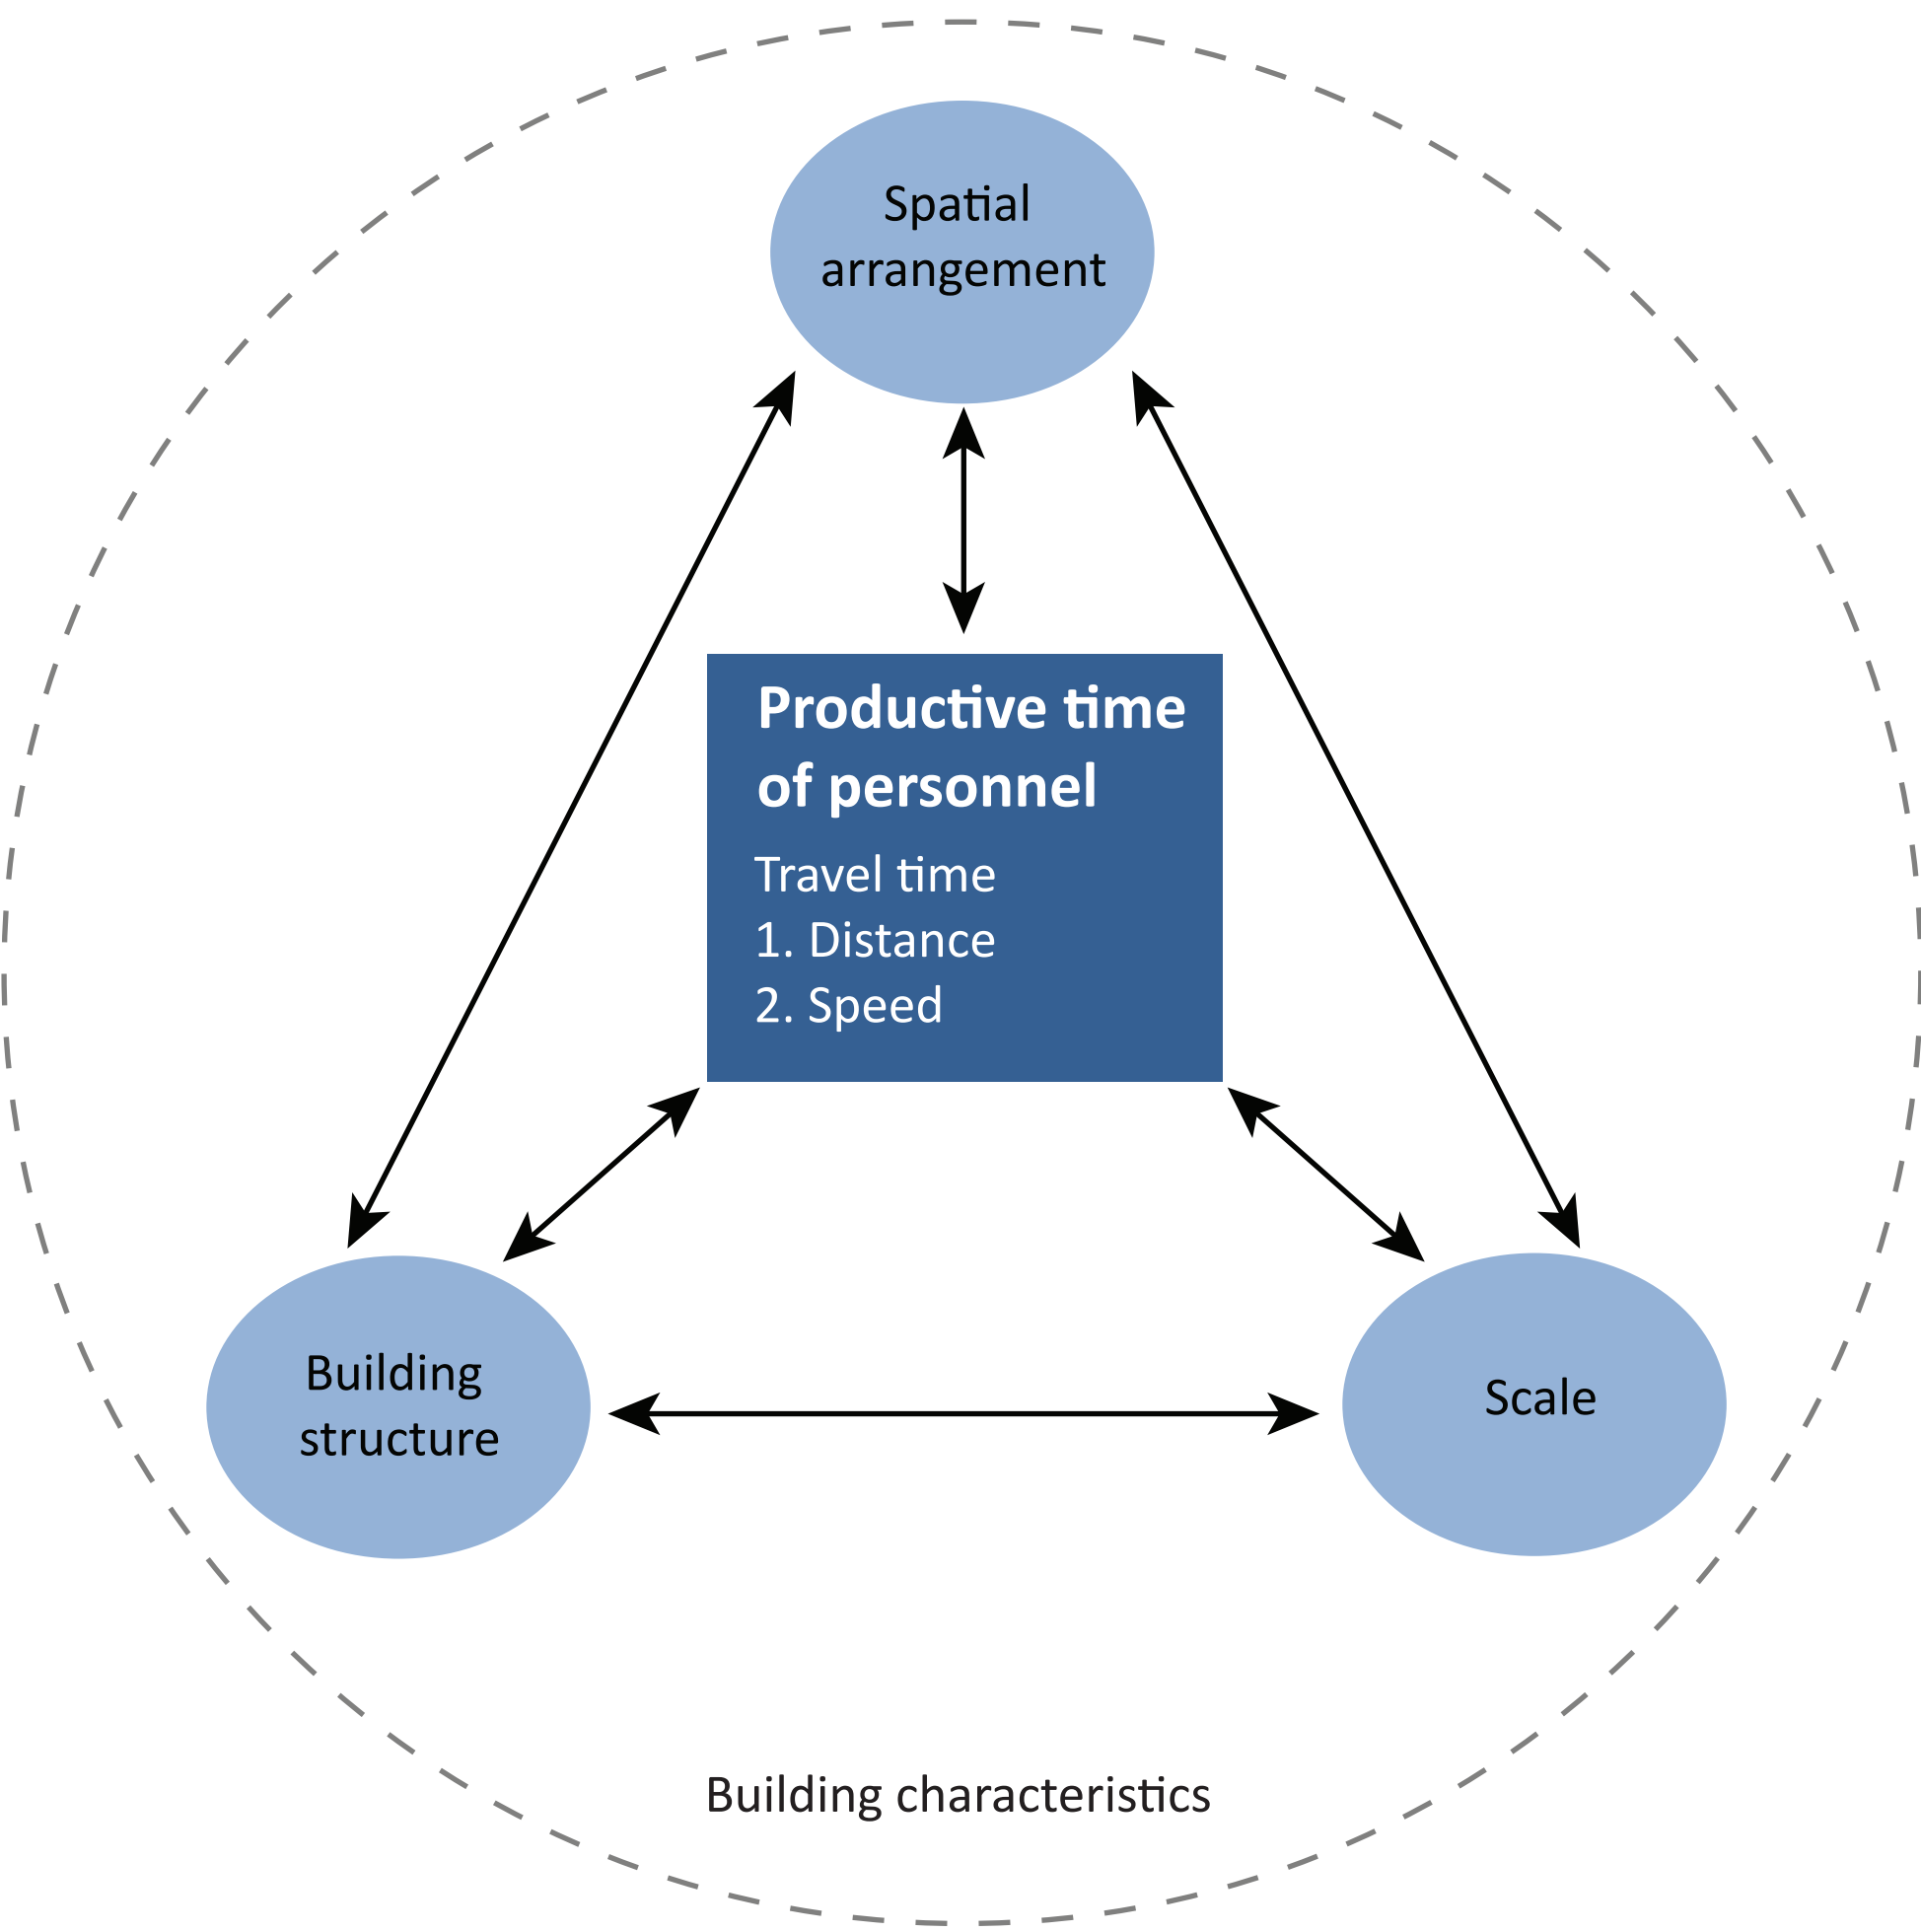 Spatial
arrangement
Productive time
of personnel
Travel time
1. Distance
2. Speed
Building
structure
Scale
Building characteristics